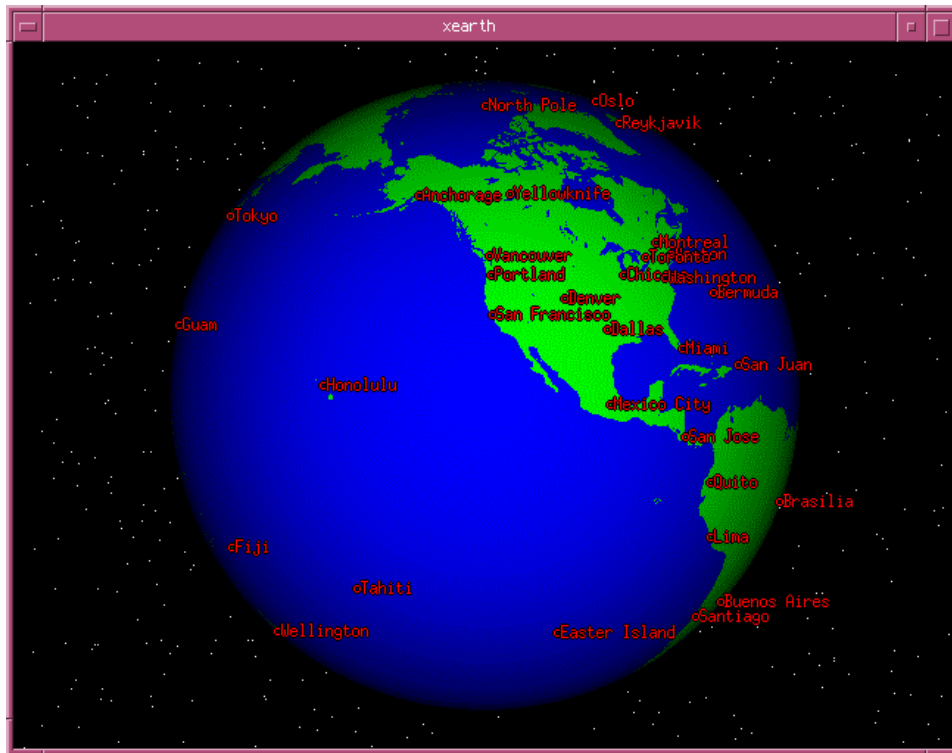 xearth
North Pole
Oslo
Reykjavik
Anchorage
Yellowknife
Tokyo
Montreal
Toronto
Vancouver
Portland
Washington
Denver
Bermuda
San Francisco
Guam
Dallas
Miami
San Juan
Honolulu
Mexico City
San Jose
Quito
Brasilia
Lima
Fiji
Tahiti
Buenos Aires
Santiago
Wellington
Easter Island